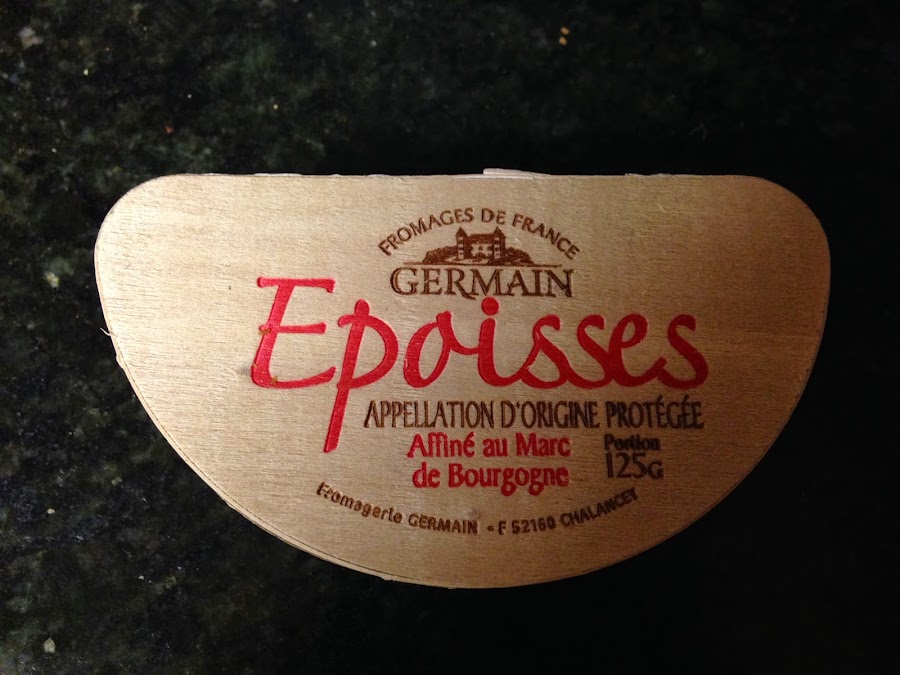 FROMAGES DE FRANCE
GERMAIN
Epoisses
APPELLATION D'ORIGINE PROTÉGÉE
Affiné au Marc
de Bourgogne
Portion
125G
Fromagerie GERMAIN - F 52160 CHALANCEY